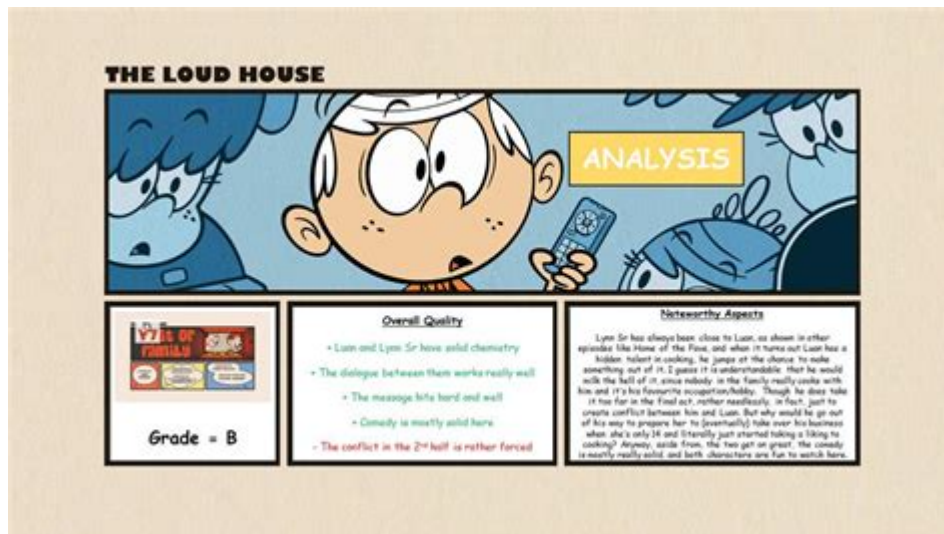 THE LOUD HOUSE
ANALYSIS
Y7
FAMILY
Grade = B
Overall Quality
+ Luan and Lynn Sr have solid chemistry
+ The dialogue between them works really well
+ The message hits hard and well
+ Comedy is mostly solid here
- The conflict in the 2nd half is rather forced
Noteworthy Aspects
Lynn Sr has always been close to Luan, as shown in other
episodes like Home of the Fave, and when it turns out Luan has a
hidden talent in cooking, he jumps at the chance to make
something out of it. I guess it is understandable that he would
milk the hell of it, since nobody in the family really cooks with
him and it's his favourite occupation/hobby. Though he does take
it too far in the final act, rather needlessly, in fact, just to
create conflict between him and Luan. But why would he go out
of his way to prepare her to (eventually) take over his business
when she's only 14 and literally just started taking a liking to
cooking? Anyway, aside from, the two get on great, the comedy
is mostly really solid, and both characters are fun to watch here.